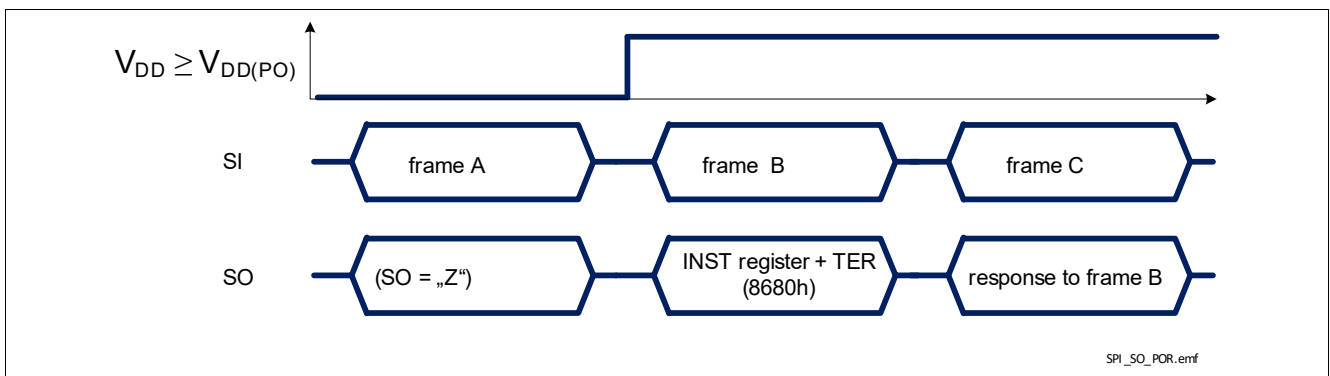 VDD ≥ VDD(PO)
SI
frame A
frame B
frame C
SO
(SO = „Z“)
INST register + TER
(8680h)
response to frame B
SPI_SO_POR.emf